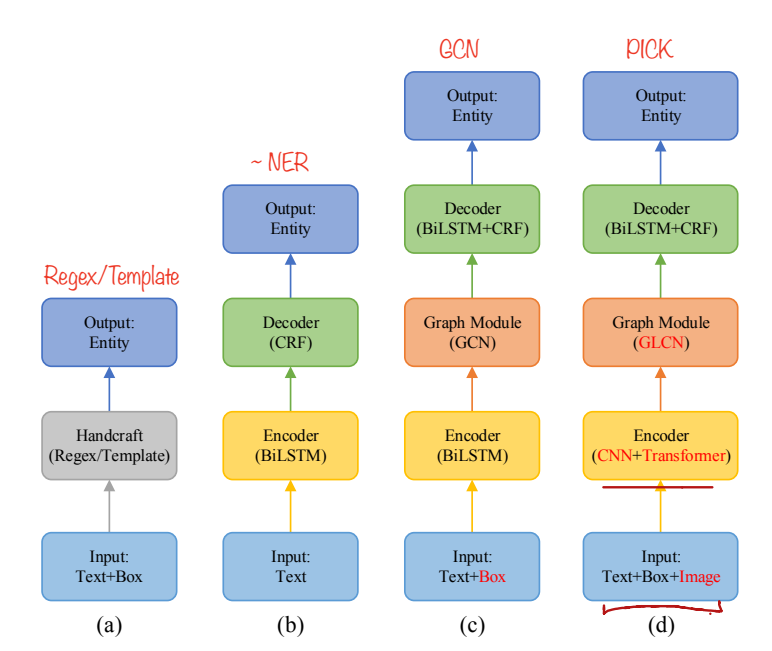 GCN
PICK
Output:
Entity
Output:
Entity
~ NER
Output:
Entity
Decoder
(BiLSTM+CRF)
Decoder
(BiLSTM+CRF)
Regex/Template
Output:
Entity
Decoder
(CRF)
Graph Module
(GCN)
Graph Module
(GLCN)
Handcraft
(Regex/Template)
Encoder
(BiLSTM)
Encoder
(BiLSTM)
Encoder
(CNN+Transformer)
Input:
Text+Box
Input:
Text
Input:
Text+Box
Input:
Text+Box+Image
(a)
(b)
(c)
(d)